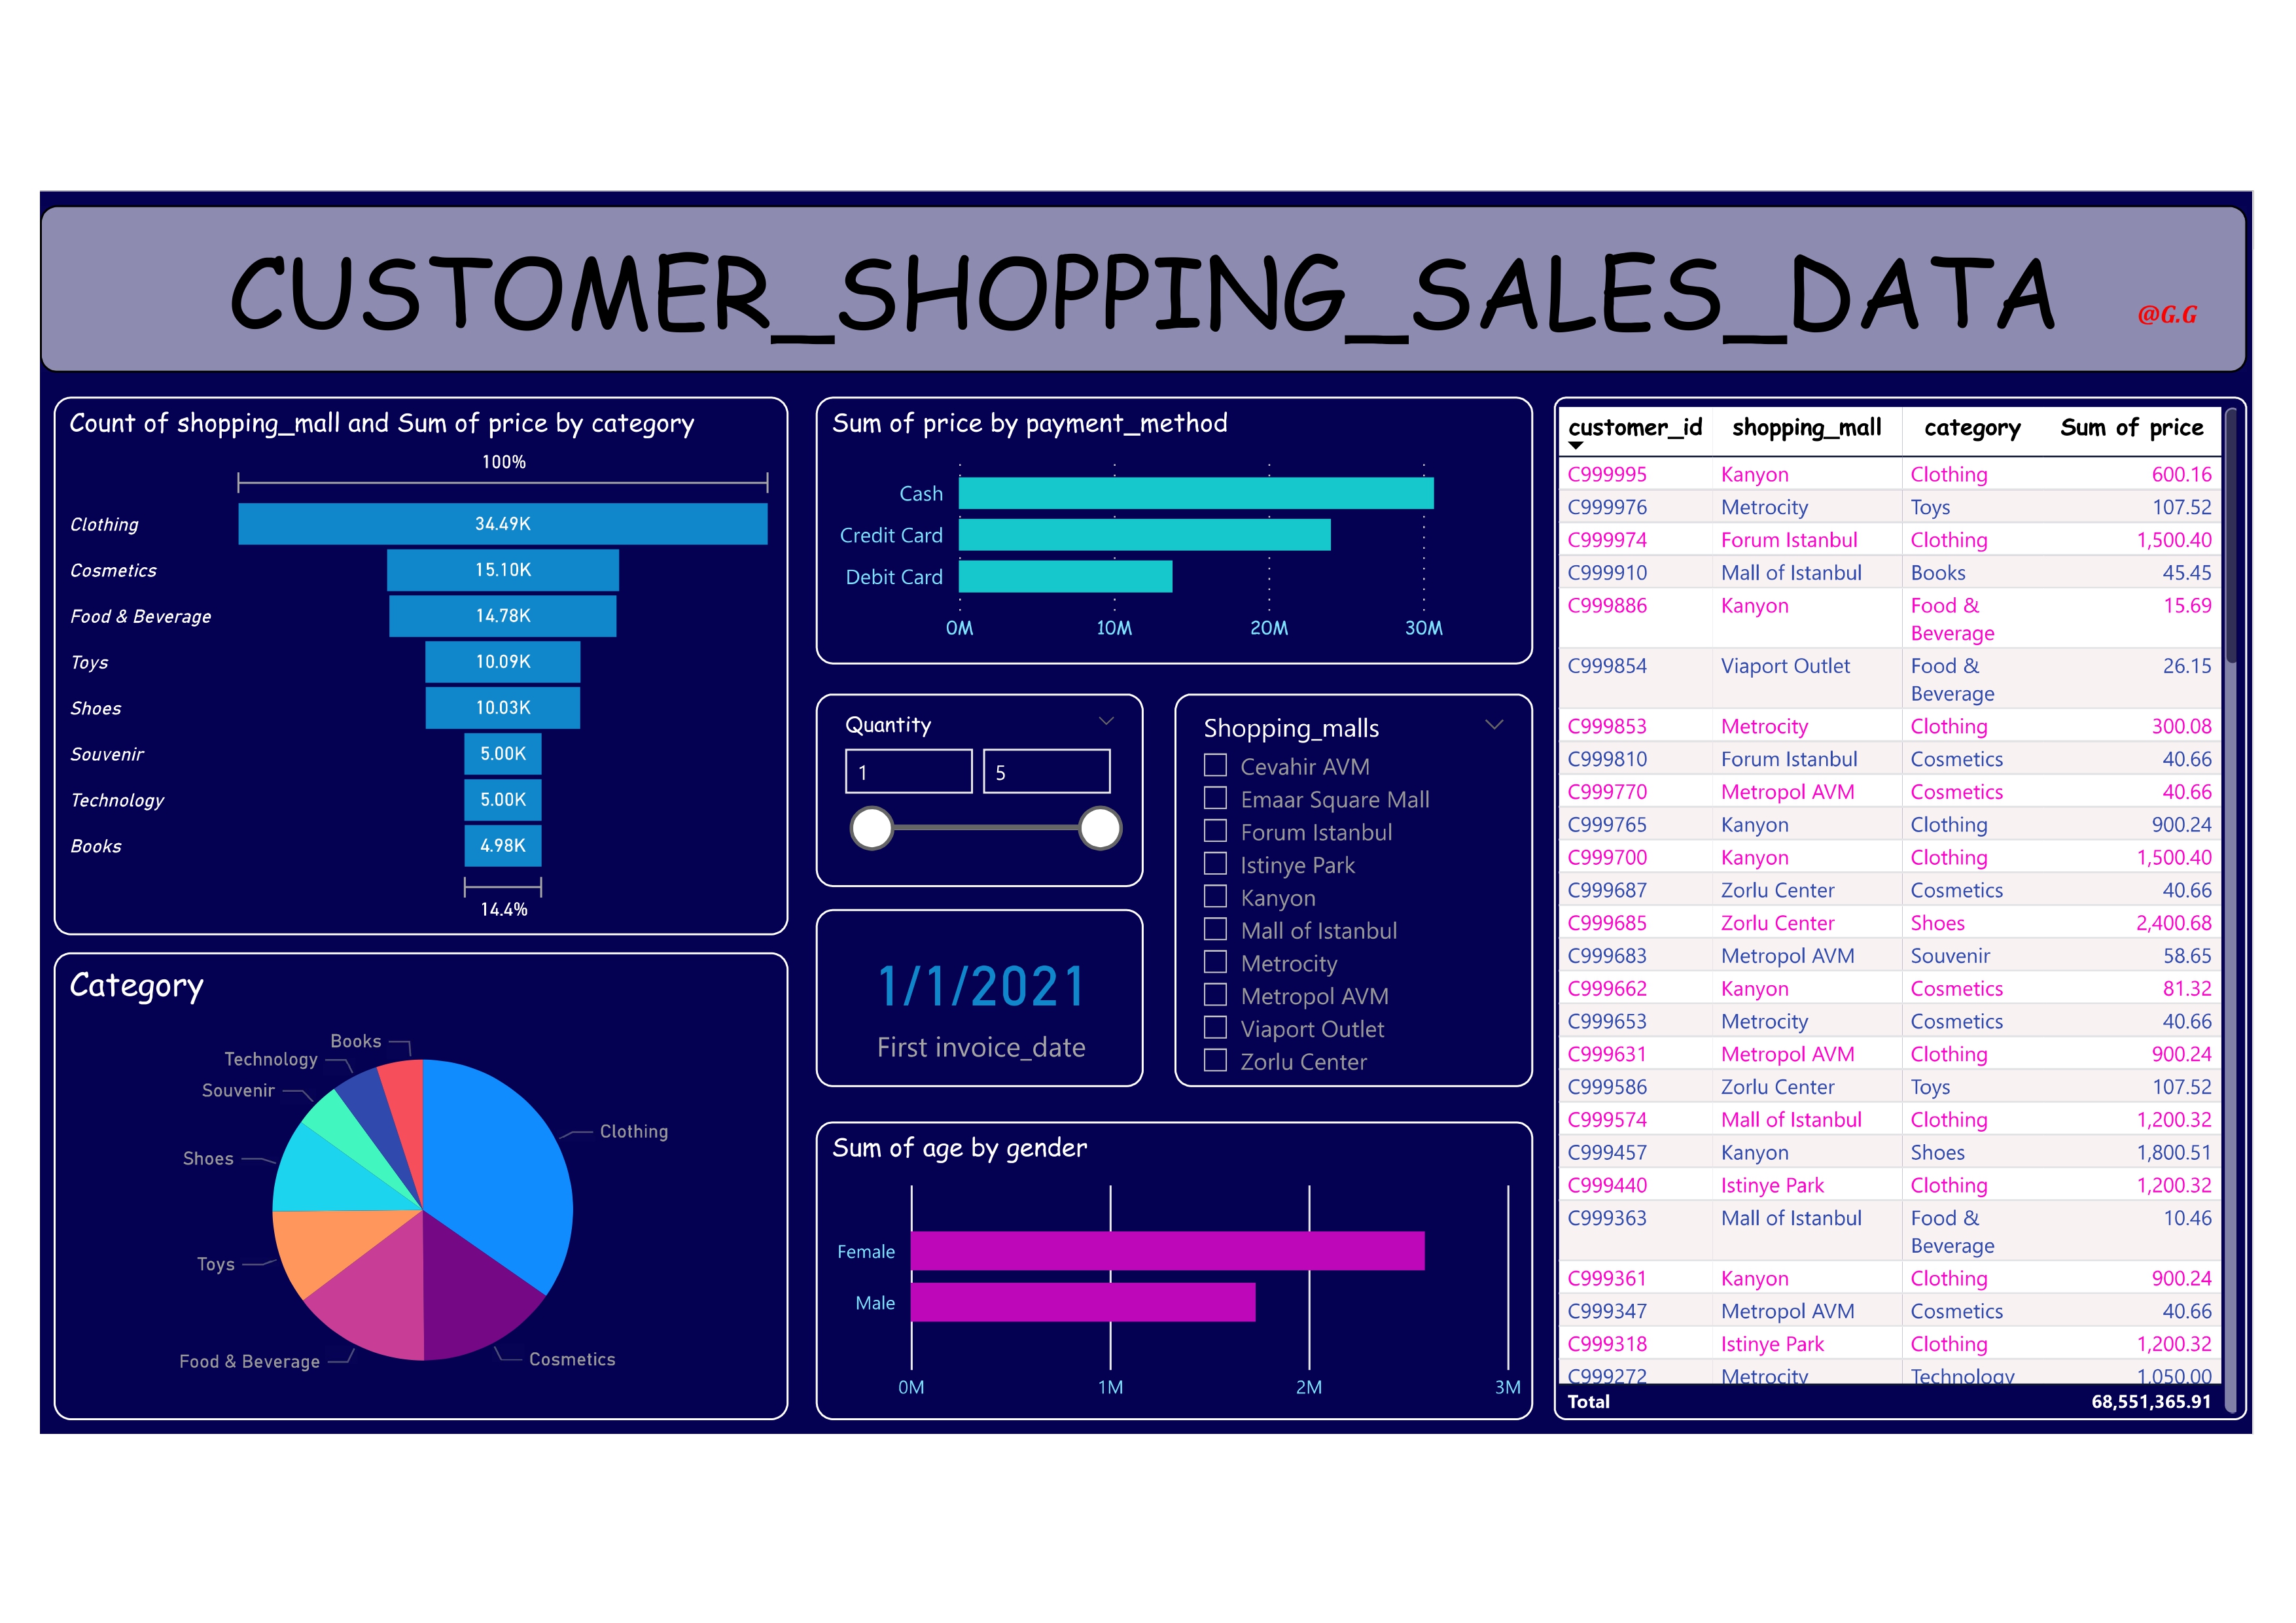 CUSTOMER_SHOPPING_SALES_DATA
@G.G
Count of shopping_mall and Sum of price by category
100%
Clothing 34.49K
Cosmetics 15.10K
Food & Beverage 14.78K
Toys 10.09K
Shoes 10.03K
Souvenir 5.00K
Technology 5.00K
Books 4.98K
14.4%
Category
Books
Technology
Souvenir
Clothing
Shoes
Toys
Food & Beverage
Cosmetics
Sum of price by payment_method
Cash
Credit Card
Debit Card
0M 10M 20M 30M
Quantity
1 5
1/1/2021
First invoice_date
Shopping_malls
Cevahir AVM
Emaar Square Mall
Forum Istanbul
Istinye Park
Kanyon
Mall of Istanbul
Metrocity
Metropol AVM
Viaport Outlet
Zorlu Center
Sum of age by gender
Female
Male
0M 1M 2M 3M
customer_id shopping_mall category Sum of price
C999995 Kanyon Clothing 600.16
C999976 Metrocity Toys 107.52
C999974 Forum Istanbul Clothing 1,500.40
C999910 Mall of Istanbul Books 45.45
C999886 Kanyon Food & 15.69
Beverage
C999854 Viaport Outlet Food & 26.15
Beverage
C999853 Metrocity Clothing 300.08
C999810 Forum Istanbul Cosmetics 40.66
C999770 Metropol AVM Cosmetics 40.66
C999765 Kanyon Clothing 900.24
C999700 Kanyon Clothing 1,500.40
C999687 Zorlu Center Cosmetics 40.66
C999685 Zorlu Center Shoes 2,400.68
C999683 Metropol AVM Souvenir 58.65
C999662 Kanyon Cosmetics 81.32
C999653 Metrocity Cosmetics 40.66
C999631 Metropol AVM Clothing 900.24
C999586 Zorlu Center Toys 107.52
C999574 Mall of Istanbul Clothing 1,200.32
C999457 Kanyon Shoes 1,800.51
C999440 Istinye Park Clothing 1,200.32
C999363 Mall of Istanbul Food & 10.46
Beverage
C999361 Kanyon Clothing 900.24
C999347 Metropol AVM Cosmetics 40.66
C999318 Istinye Park Clothing 1,200.32
C999272 Metrocity Technology 1,050.00
Total 68,551,365.91